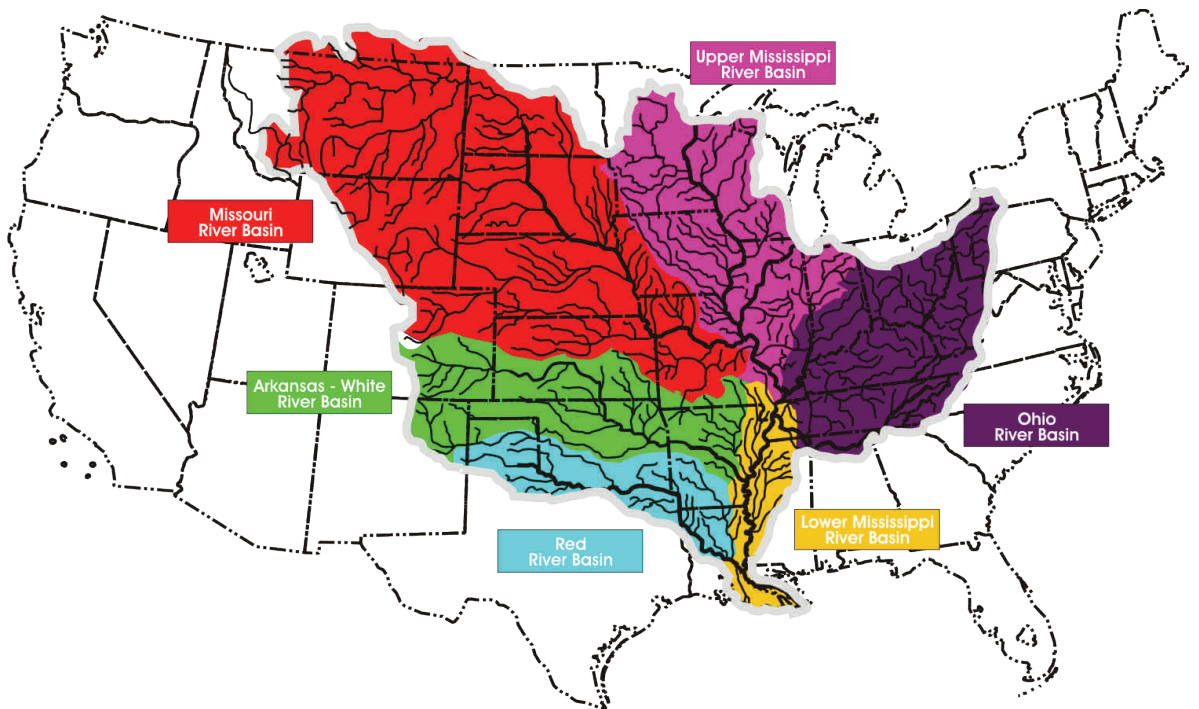 Upper Mississippi
River Basin
Missouri
River Basin
Arkansas - White
River Basin
Ohio
River Basin
Lower Mississippi
River Basin
Red
River Basin